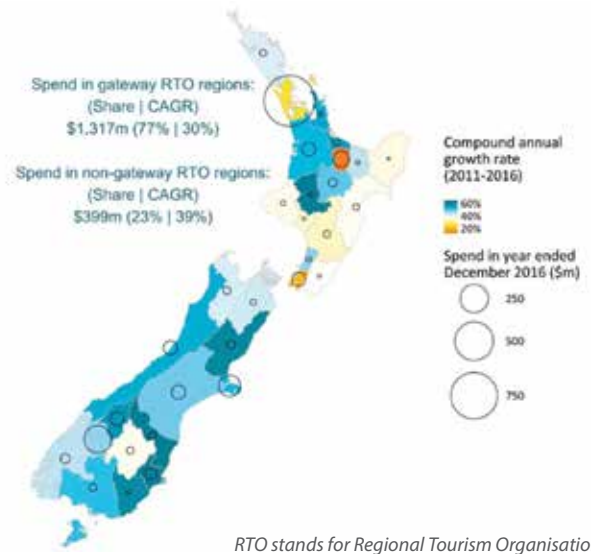 Spend in gateway RTO regions:
(Share | CAGR)
$1,317m (77% | 30%)
Spend in non-gateway RTO regions:
(Share | CAGR)
$399m (23% | 39%)
Compound annual
growth rate
(2011-2016)
60%
40%
20%
Spend in year ended
December 2016 ($m)
250
500
750
RTO stands for Regional Tourism Organisatio